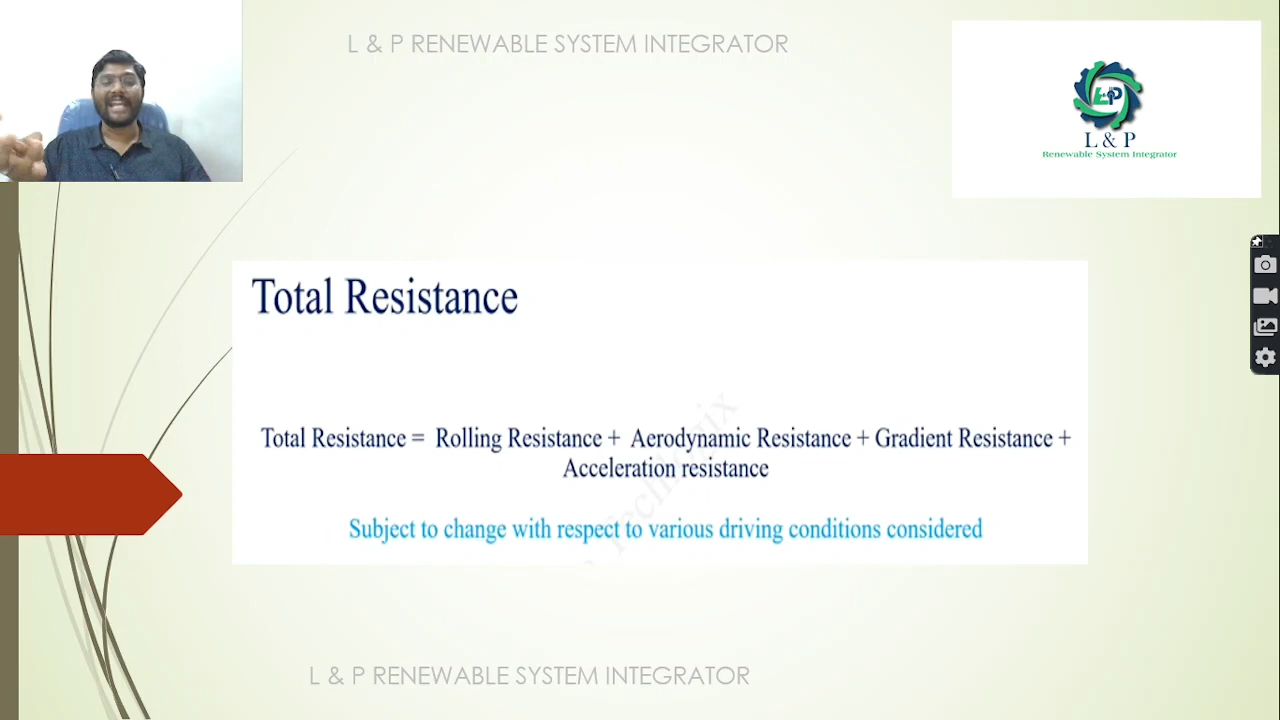 L & P RENEWABLE SYSTEM INTEGRATOR
L & P
Renewable System Integrator
Total Resistance
Total Resistance = Rolling Resistance + Aerodynamic Resistance + Gradient Resistance +
Acceleration resistance
Subject to change with respect to various driving conditions considered
L & P RENEWABLE SYSTEM INTEGRATOR